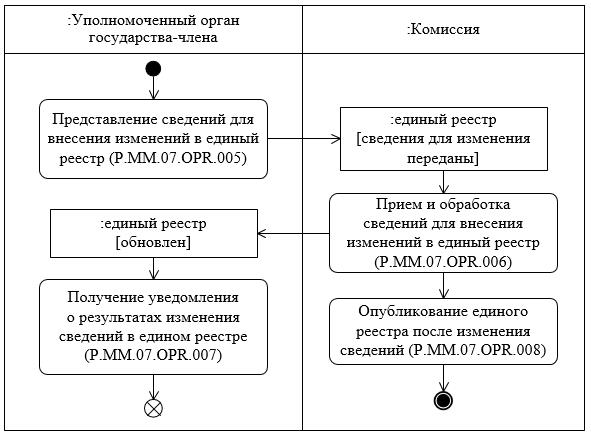 :Уполномоченный орган
государства-члена
:Комиссия
Представление сведений для
внесения изменений в единый
реестр (P.MM.07.OPR.005)
:единый реестр
[сведения для изменения
переданы]
Прием и обработка
сведений для внесения
изменений в единый реестр
(P.MM.07.OPR.006)
:единый реестр
[обновлен]
Получение уведомления
о результатах изменения
сведений в едином реестре
(P.MM.07.OPR.007)
Опубликование единого
реестра после изменения
сведений (P.MM.07.OPR.008)